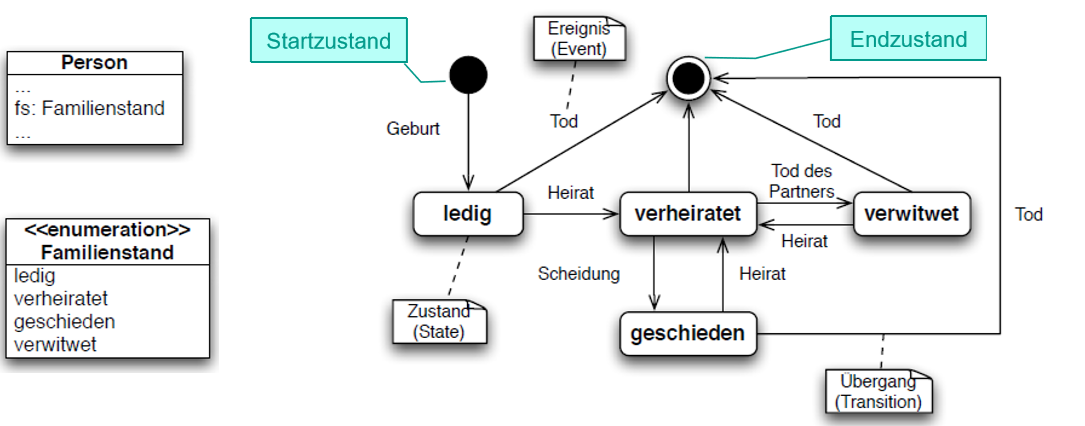 Startzustand
Ereignis
(Event)
Endzustand
Person
...
fs: Familienstand
...
Geburt
Tod
Tod
Tod des
Partners
Heirat
ledig
verheiratet
verwitwet
Tod
Heirat
<<enumeration>>
Familienstand
ledig
verheiratet
geschieden
verwitwet
Scheidung
Heirat
Zustand
(State)
geschieden
Übergang
(Transition)